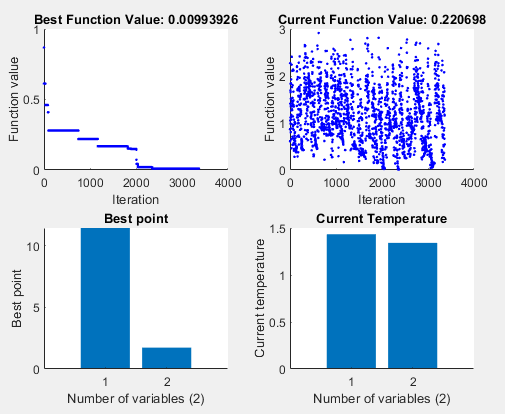 Best Function Value: 0.00993926
Function value
1
0.5
0
0 1000 2000 3000 4000
Iteration
Current Function Value: 0.220698
Function value
3
2
1
0
0 1000 2000 3000 4000
Iteration
Best point
Best point
10
5
0
1 2
Number of variables (2)
Current Temperature
Current temperature
1.5
1
0.5
0
1 2
Number of variables (2)